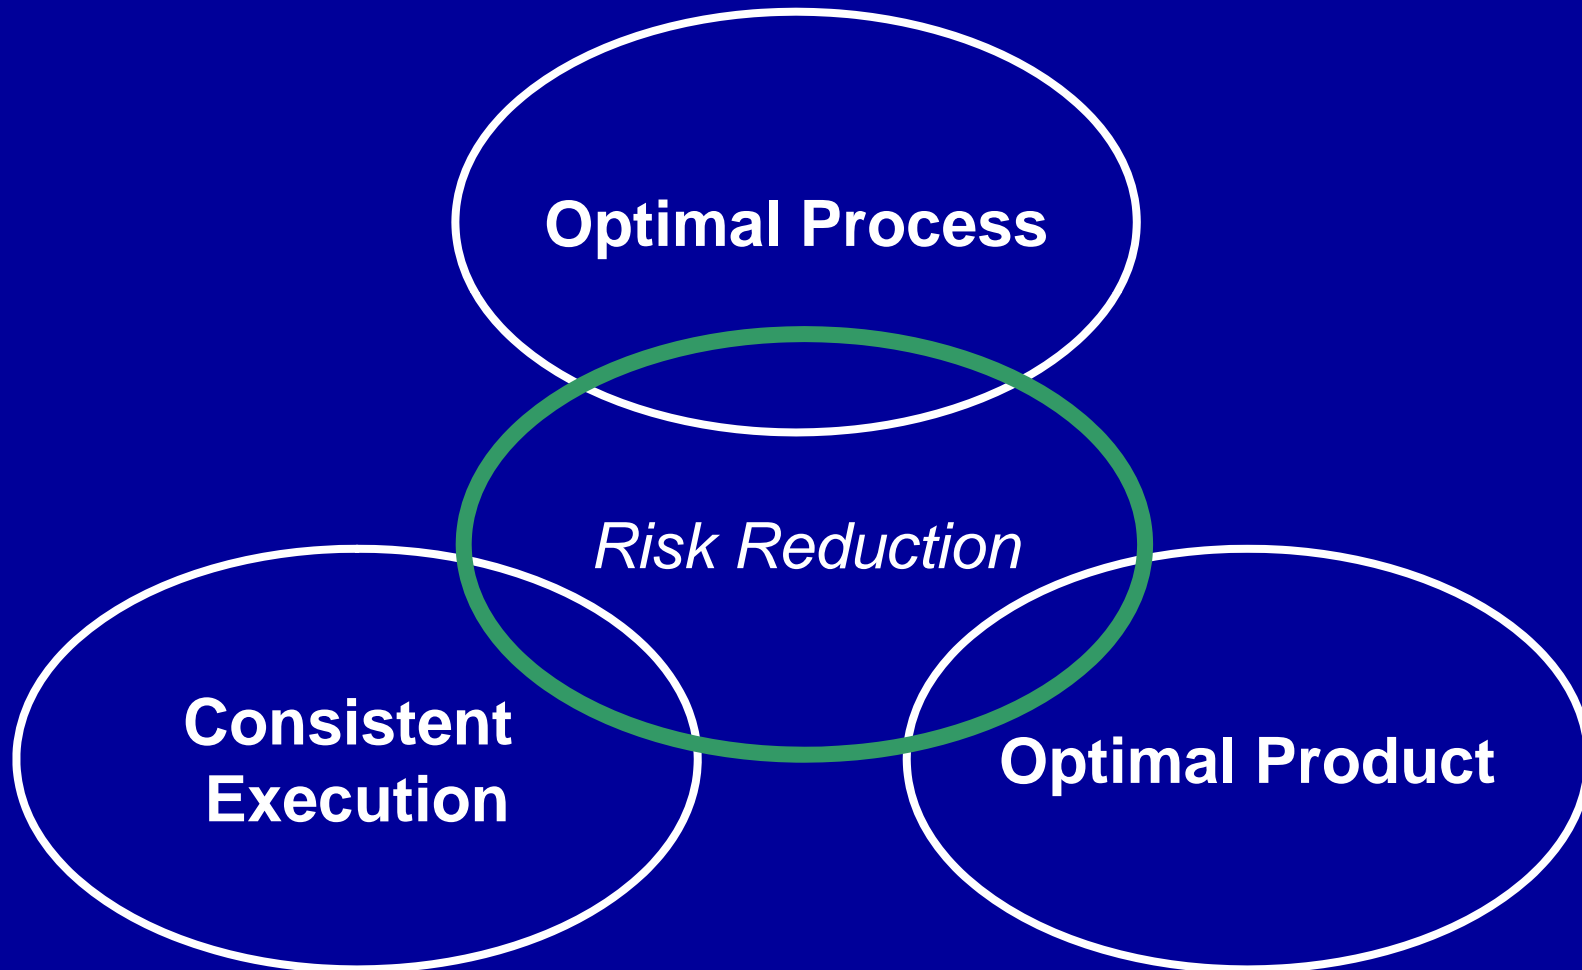 Optimal Process
Risk Reduction
Consistent
Execution
Optimal Product